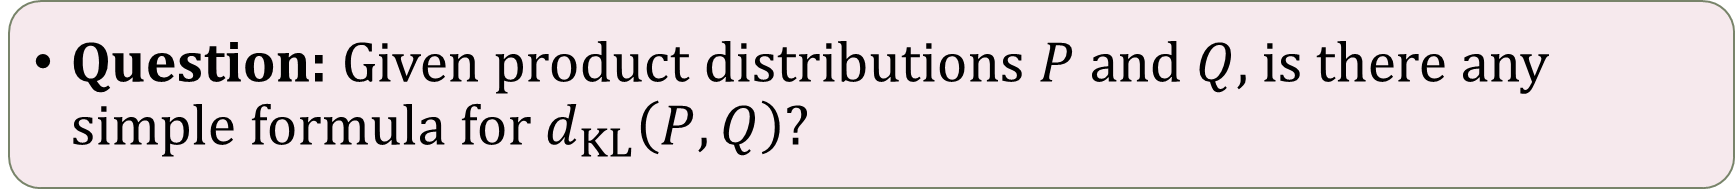 • Question: Given product distributions P and Q, is there any
simple formula for d_KL(P, Q)?